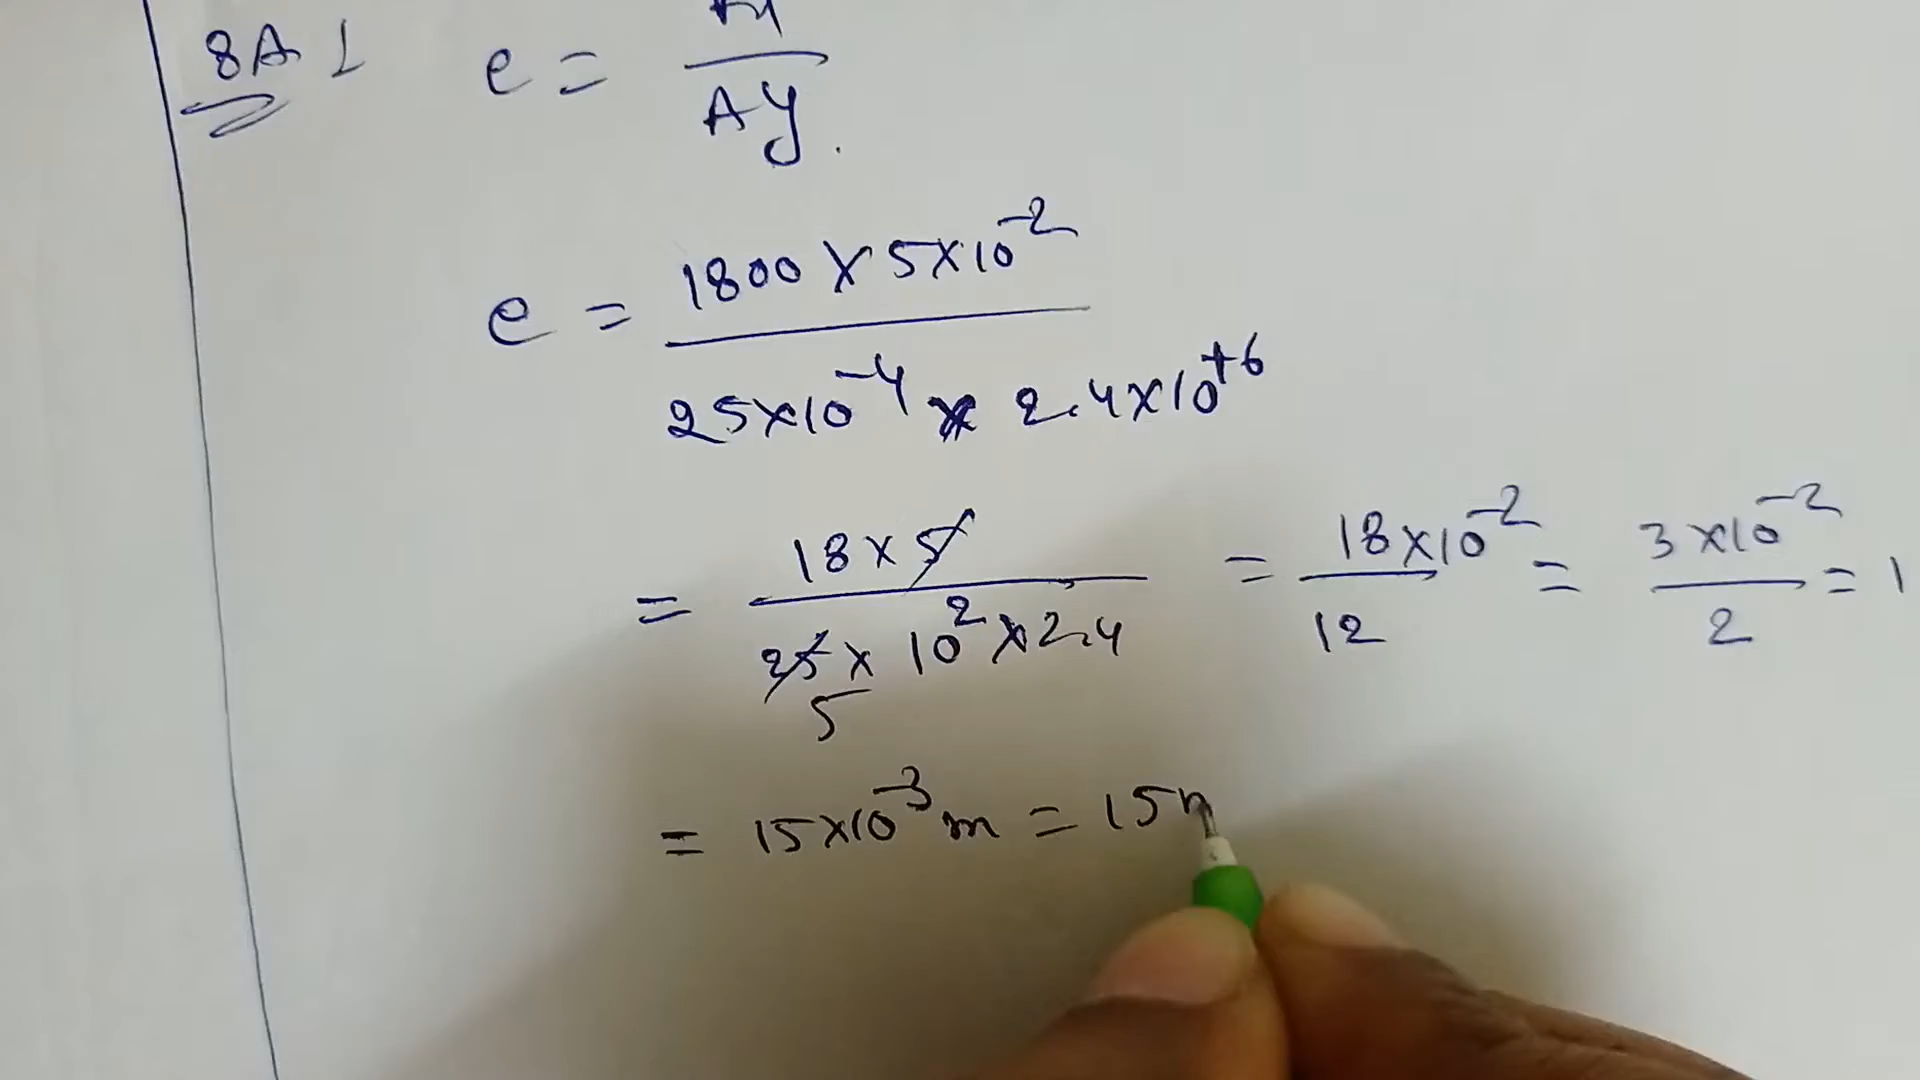 8A 1 e = Fl / AY.
e = 1800 × 5×10^-2 / 25×10^-4 × 2.4×10^+6
= 18 × 5 / 25 × 10^2 × 2.4 = 18×10^-2 / 12 = 3×10^-2 / 2 = 1
5
= 15×10^-3 m = 15